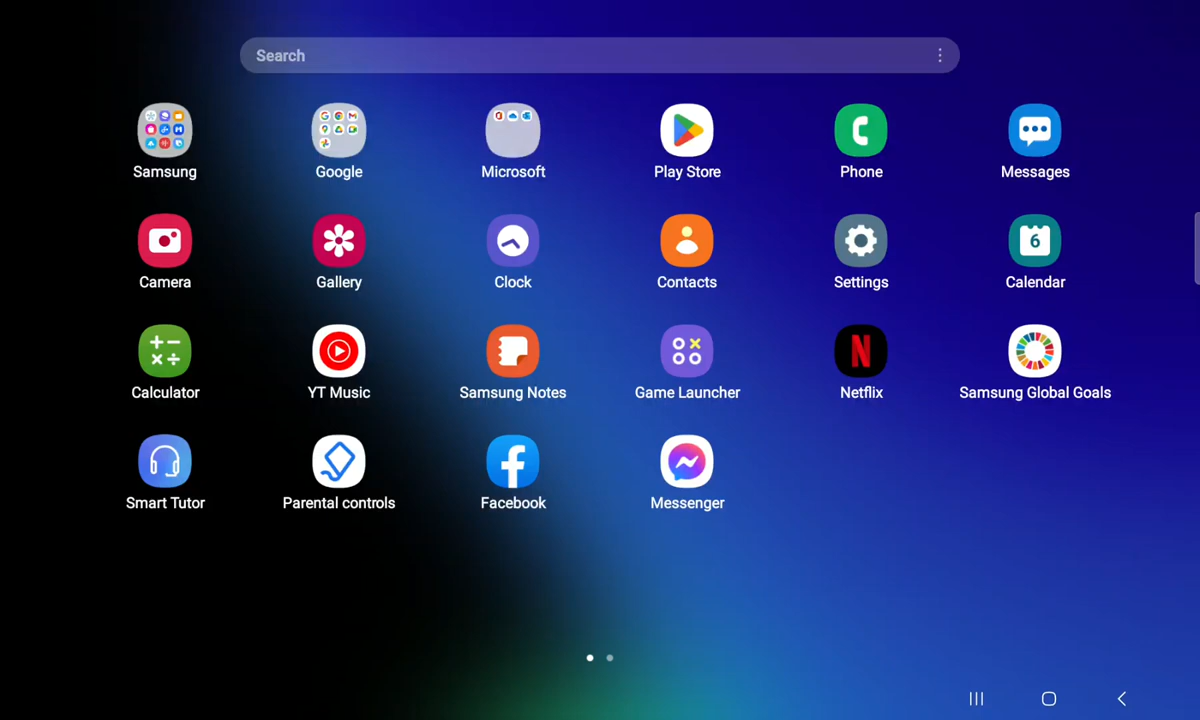 Search
Samsung
Google
Microsoft
Play Store
Phone
Messages
Camera
Gallery
Clock
Contacts
Settings
6
Calendar
Calculator
YT Music
Samsung Notes
Game Launcher
N
Netflix
Samsung Global Goals
Smart Tutor
Parental controls
Facebook
Messenger